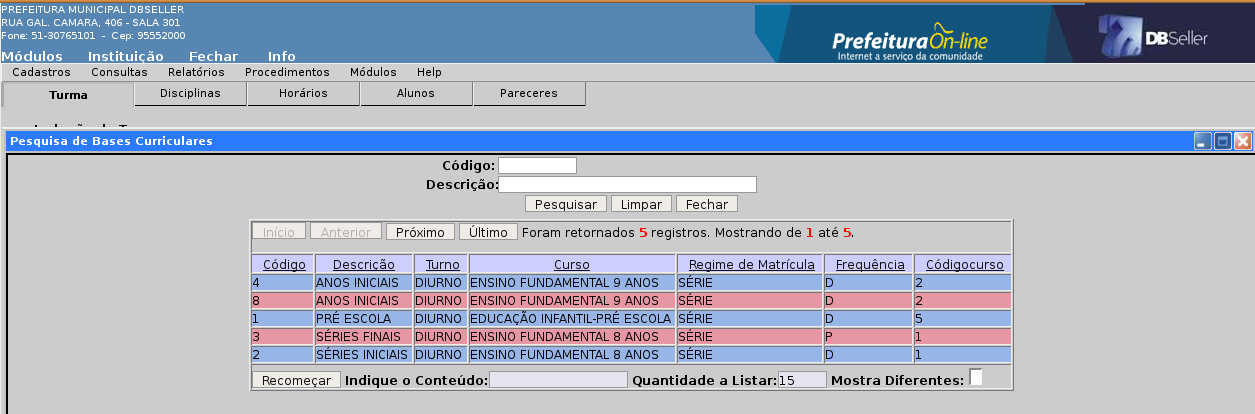 PREFEITURA MUNICIPAL DBSELLER
RUA GAL. CAMARA, 406 - SALA 301
Fone: 51-30765101 - Cep: 95552000
Prefeitura On-line
Internet a serviço da comunidade
DBSeller
Módulos Instituição Fechar Info
Cadastros Consultas Relatórios Procedimentos Módulos Help
Turma Disciplinas Horários Alunos Pareceres
Pesquisa de Bases Curriculares
Código:
Descrição:
Pesquisar Limpar Fechar
Início Anterior Próximo Último Foram retornados 5 registros. Mostrando de 1 até 5.
Código Descrição Turno Curso Regime de Matrícula Frequência Códigocurso
4 ANOS INICIAIS DIURNO ENSINO FUNDAMENTAL 9 ANOS SÉRIE D 2
8 ANOS INICIAIS DIURNO ENSINO FUNDAMENTAL 9 ANOS SÉRIE D 2
1 PRÉ ESCOLA DIURNO EDUCAÇÃO INFANTIL-PRÉ ESCOLA SÉRIE D 5
3 SÉRIES FINAIS DIURNO ENSINO FUNDAMENTAL 8 ANOS SÉRIE P 1
2 SÉRIES INICIAIS DIURNO ENSINO FUNDAMENTAL 8 ANOS SÉRIE D 1
Recomeçar Indique o Conteúdo: Quantidade a Listar: 15 Mostra Diferentes: